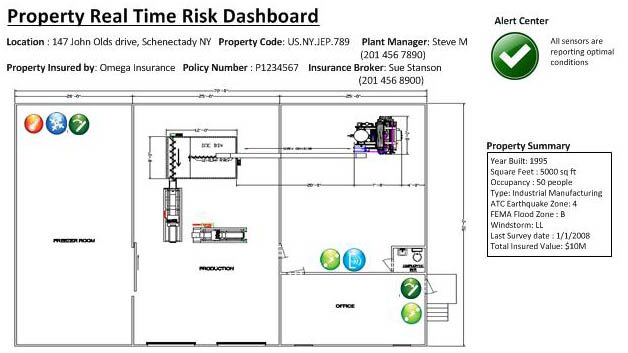 Property Real Time Risk Dashboard
Location : 147 John Olds drive, Schenectady NY Property Code: US.NY.JEP.789 Plant Manager: Steve M
(201 456 7890)
Property Insured by: Omega Insurance Policy Number : P1234567 Insurance Broker: Sue Stanson
(201 456 8900)
Alert Center
All sensors are
reporting optimal
conditions
ICE BIN
FREEZER ROOM
PRODUCTION
OFFICE
Property Summary
Year Built: 1995
Square Feet : 5000 sq ft
Occupancy : 50 people
Type: Industrial Manufacturing
ATC Earthquake Zone: 4
FEMA Flood Zone : B
Windstorm: LL
Last Survey date : 1/1/2008
Total Insured Value: $10M